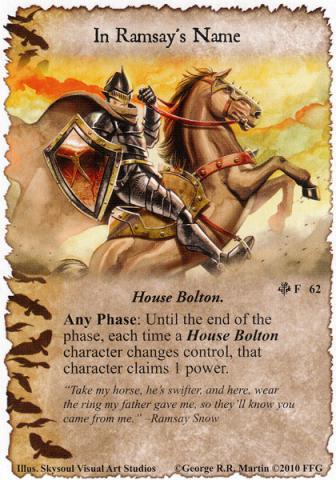 In Ramsay's Name
F 62
House Bolton.
Any Phase: Until the end of the
phase, each time a House Bolton
character changes control, that
character claims 1 power.
"Take my horse, he's swifter, and here, wear
the ring my father gave me, so they'll know you
came from me." –Ramsay Snow
Illus. Skysoul Visual Art Studios ©George R.R. Martin ©2010 FFG